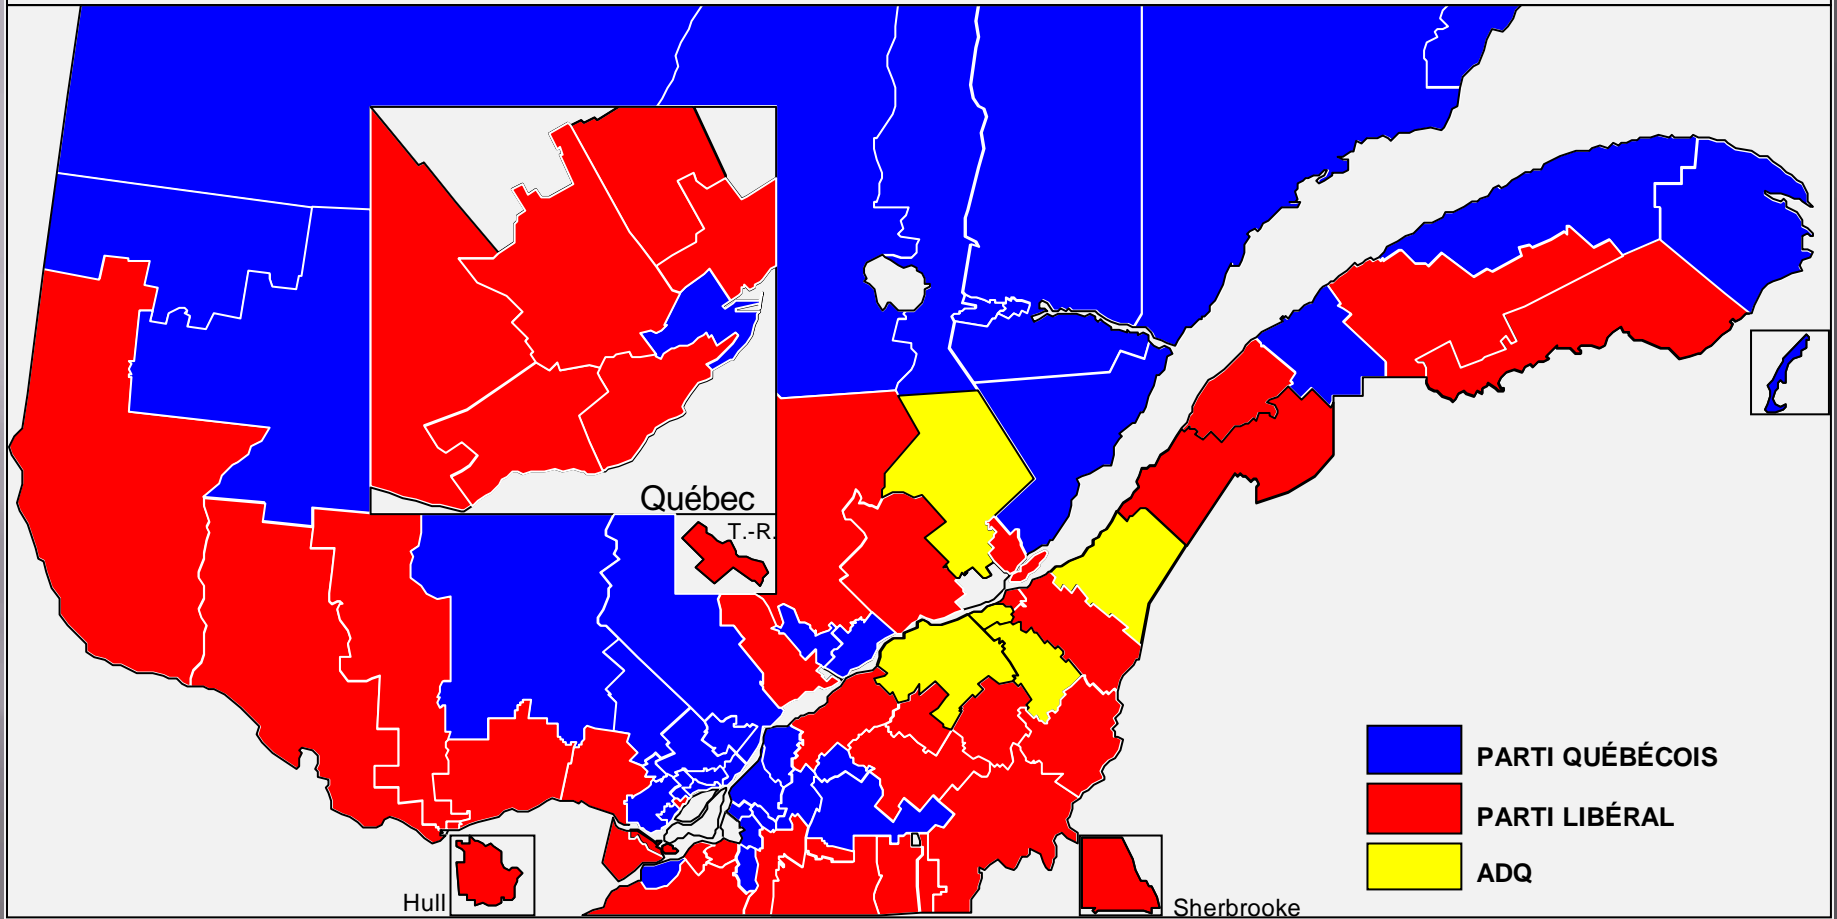 Québec
T.-R.
PARTI QUÉBÉCOIS
PARTI LIBÉRAL
ADQ
Hull
Sherbrooke